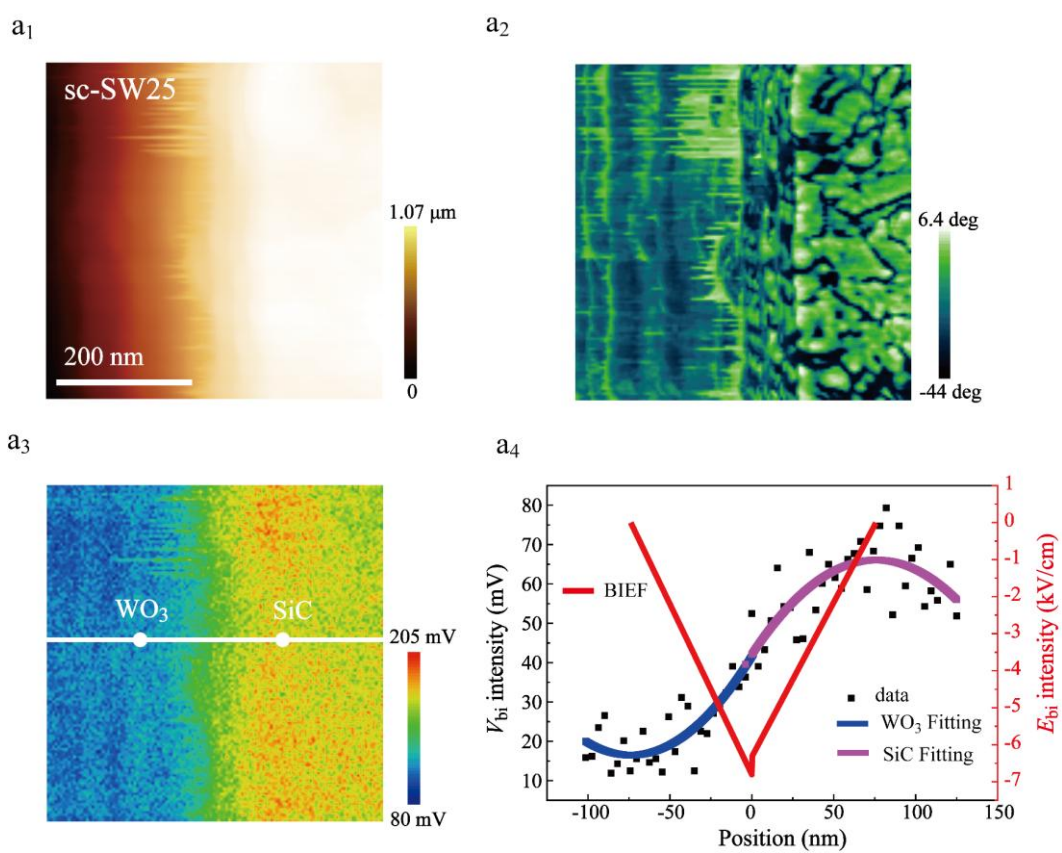 a1
a2
sc-SW25
1.07 μm
200 nm
0
6.4 deg
-44 deg
a3
a4
WO3
SiC
205 mV
80 mV
80
70
60
50
40
30
20
10
Vbi intensity (mV)
1
0
-1
-2
-3
-4
-5
-6
-7
Ebi intensity (kV/cm)
BIEF
data
WO3 Fitting
SiC Fitting
-100 -50 0 50 100 150
Position (nm)